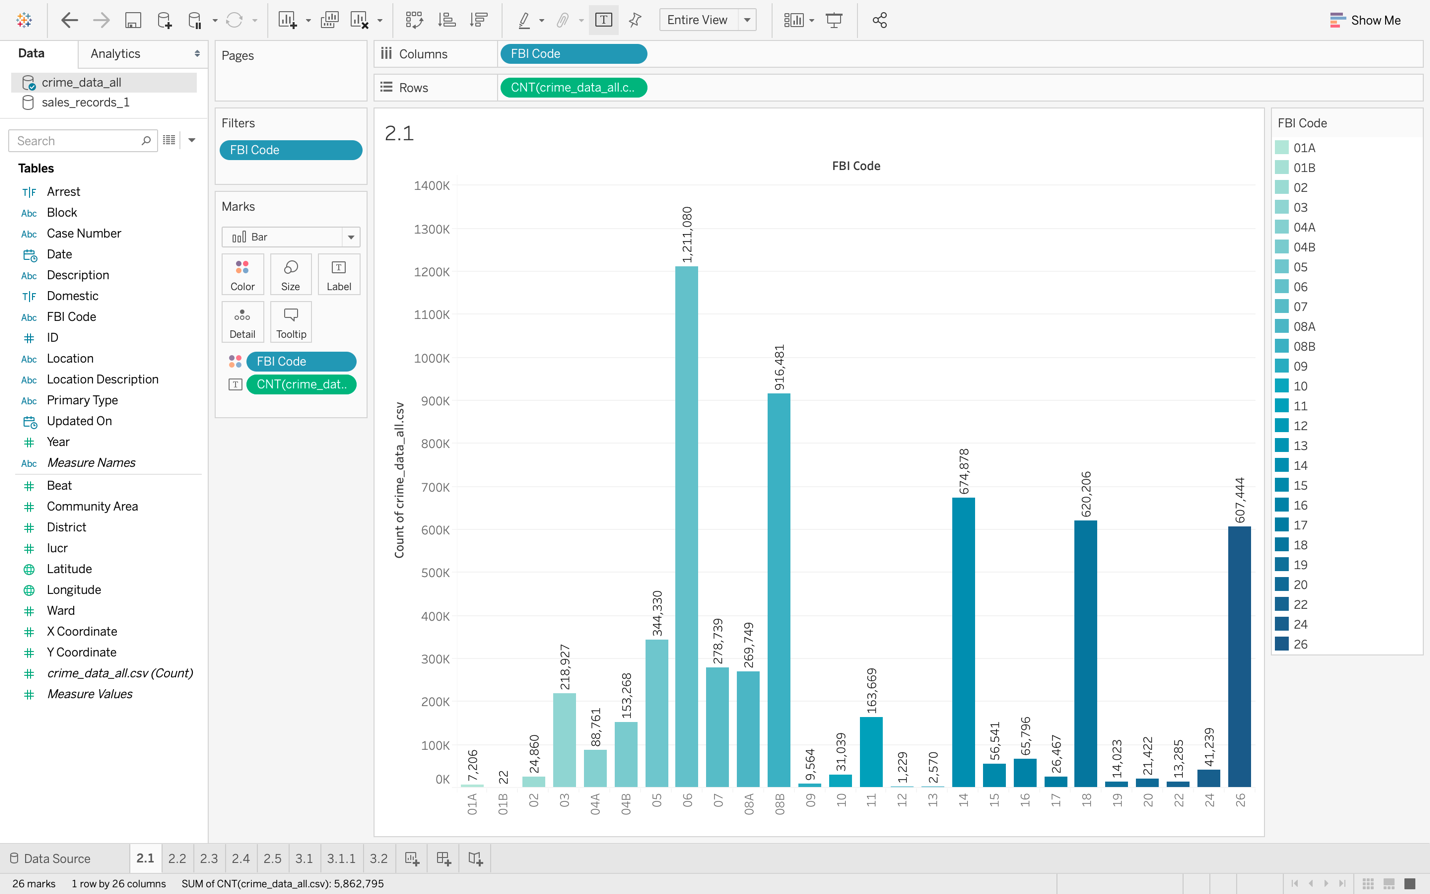 Entire View
Show Me
Data
Analytics
crime_data_all
sales_records_1
Search
Tables
T|F Arrest
Abc Block
Abc Case Number
Date
Abc Description
T|F Domestic
Abc FBI Code
# ID
Abc Location
Abc Location Description
Abc Primary Type
Updated On
# Year
Abc Measure Names
# Beat
# Community Area
# District
# Iucr
Latitude
Longitude
# Ward
# X Coordinate
# Y Coordinate
# crime_data_all.csv (Count)
# Measure Values
Pages
Filters
FBI Code
Marks
Bar
Color
Size
Label
Detail
Tooltip
FBI Code
CNT(crime_dat..
Columns
FBI Code
Rows
CNT(crime_data_all.c..
2.1
FBI Code
Count of crime_data_all.csv
1400K
1300K
1200K
1100K
1000K
900K
800K
700K
600K
500K
400K
300K
200K
100K
0K
7,206
22
24,860
218,927
88,761
153,268
344,330
1,211,080
278,739
269,749
916,481
9,564
31,039
163,669
1,229
2,570
674,878
56,541
65,796
26,467
620,206
14,023
21,422
13,285
41,239
607,444
01A
01B
02
03
04A
04B
05
06
07
08A
08B
09
10
11
12
13
14
15
16
17
18
19
20
22
24
26
FBI Code
01A
01B
02
03
04A
04B
05
06
07
08A
08B
09
10
11
12
13
14
15
16
17
18
19
20
22
24
26
Data Source
2.1
2.2
2.3
2.4
2.5
3.1
3.1.1
3.2
26 marks
1 row by 26 columns
SUM of CNT(crime_data_all.csv): 5,862,795